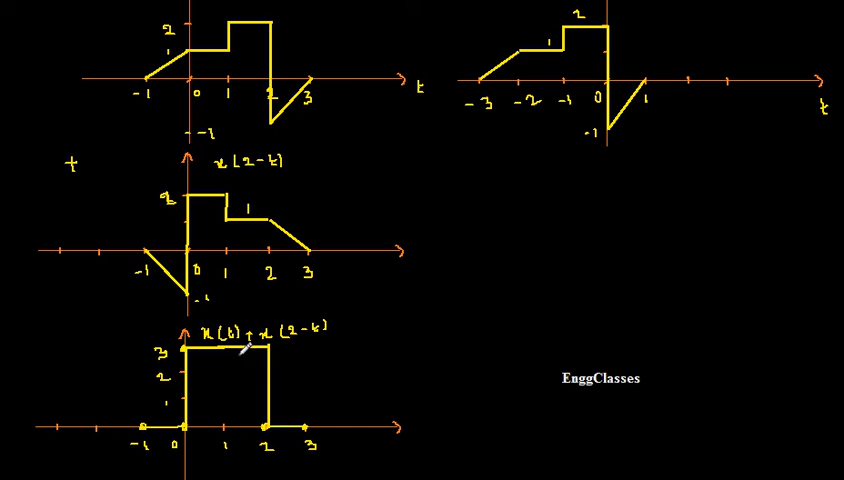 2
1
-1 0 1 2 3 t
- -1
2
1
-3 -2 -1 0 1 t
-1
+ x(2-t)
2
1
-1 0 1 2 3
-1
x(t) + x(2-t)
3
2
1
-1 0 1 2 3
EnggClasses